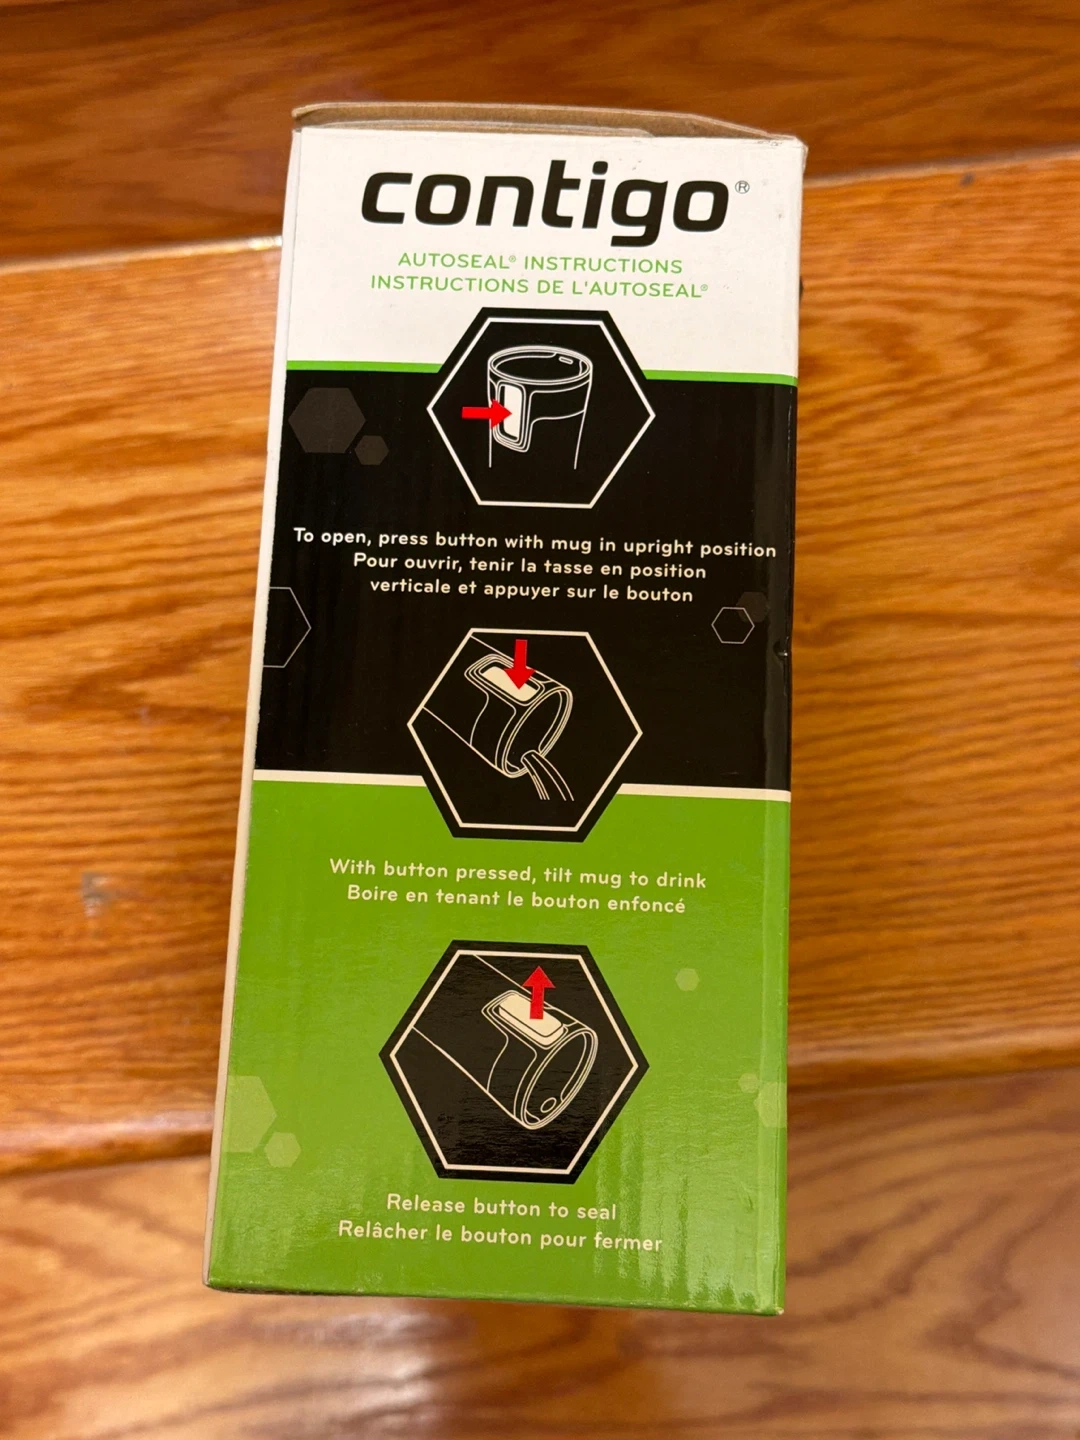 contigo®
AUTOSEAL® INSTRUCTIONS
INSTRUCTIONS DE L'AUTOSEAL®
To open, press button with mug in upright position
Pour ouvrir, tenir la tasse en position
verticale et appuyer sur le bouton
With button pressed, tilt mug to drink
Boire en tenant le bouton enfoncé
Release button to seal
Relâcher le bouton pour fermer